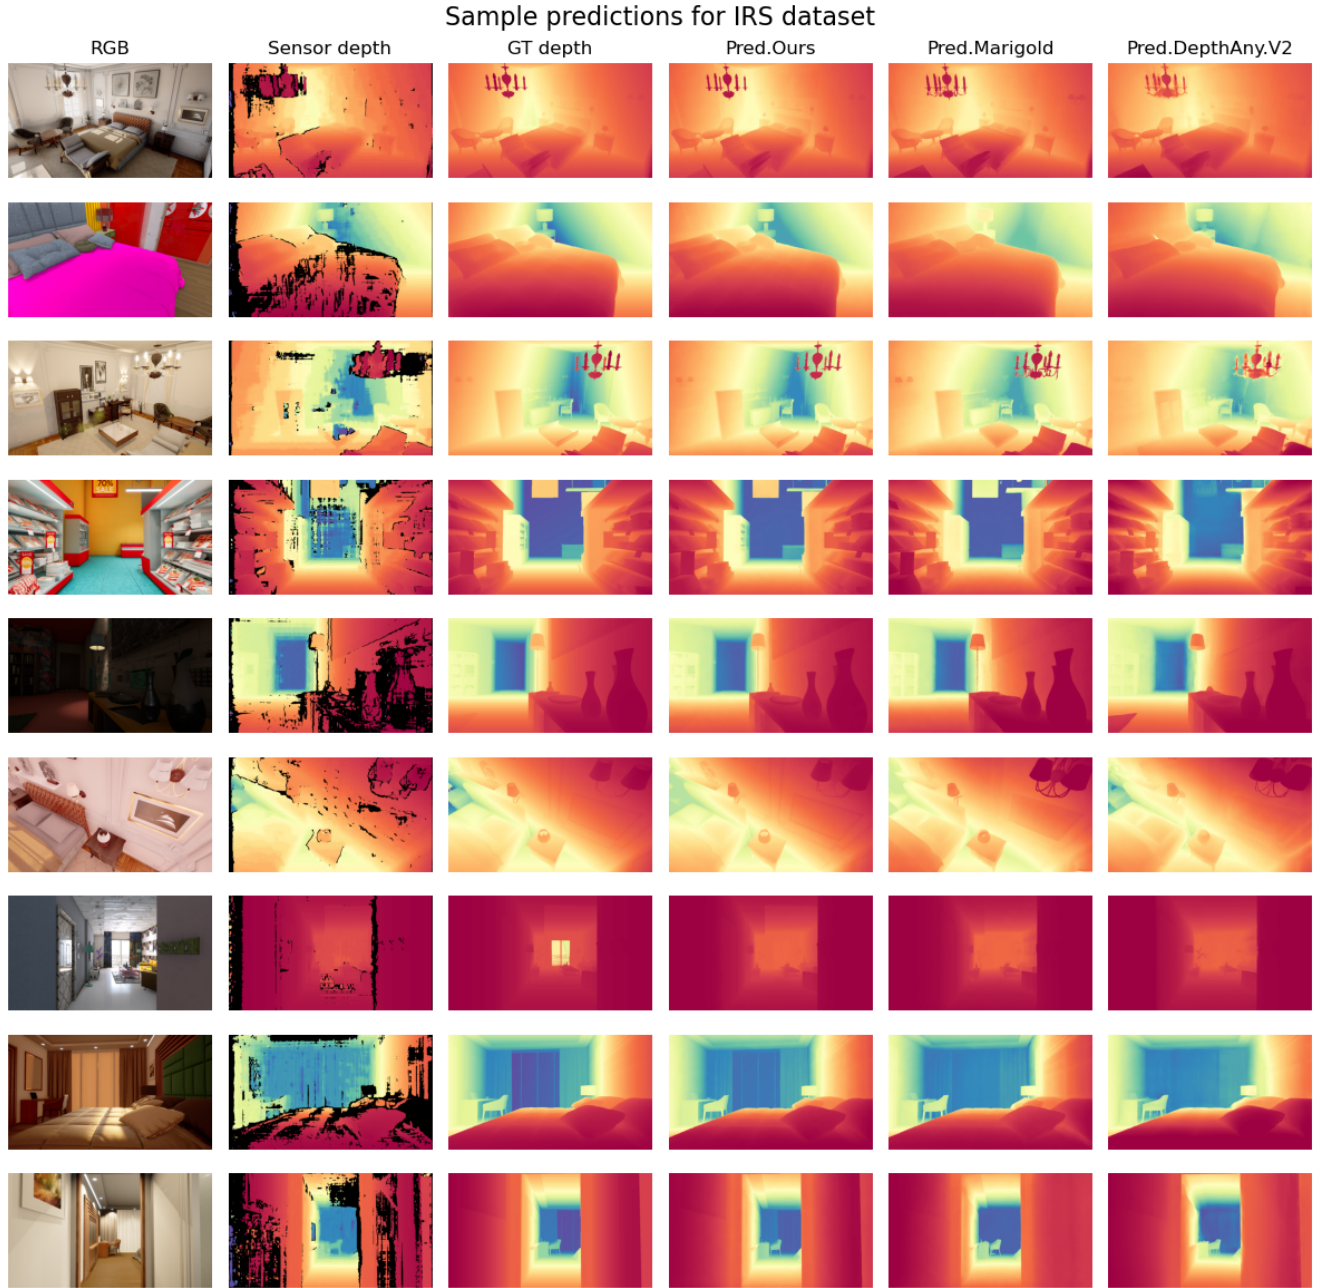 Sample predictions for IRS dataset
RGB Sensor depth GT depth Pred.Ours Pred.Marigold Pred.DepthAny.V2
70%